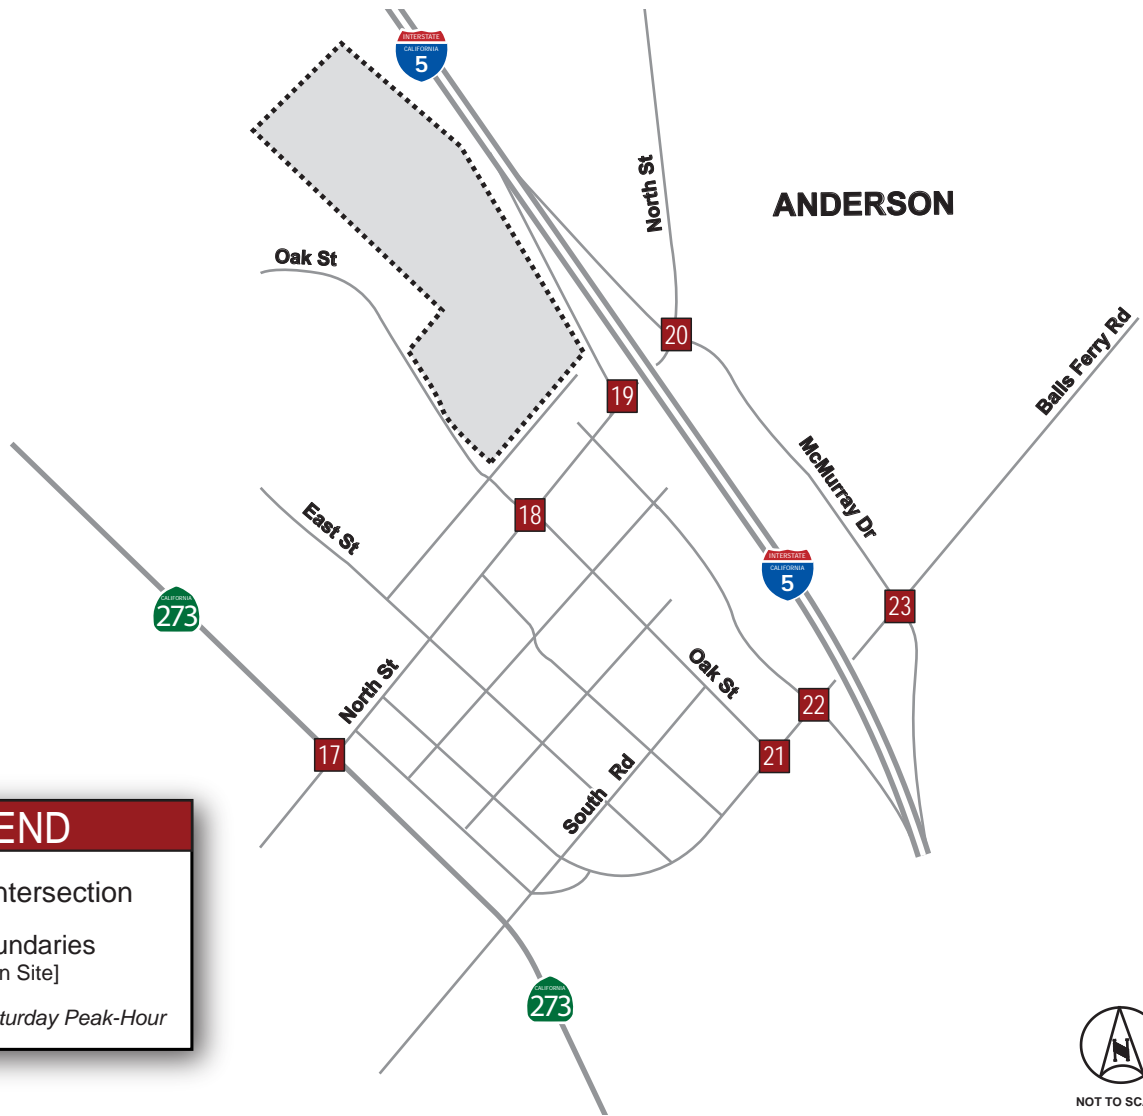 INTERSTATE
CALIFORNIA
5
North St
ANDERSON
Oak St
20
Balls Ferry Rd
19
McMurray Dr
East St
18
INTERSTATE
CALIFORNIA
5
CALIFORNIA
273
23
North St
Oak St
22
17
21
South Rd
END
ntersection
undaries
n Site]
turday Peak-Hour
CALIFORNIA
273
N
NOT TO SC